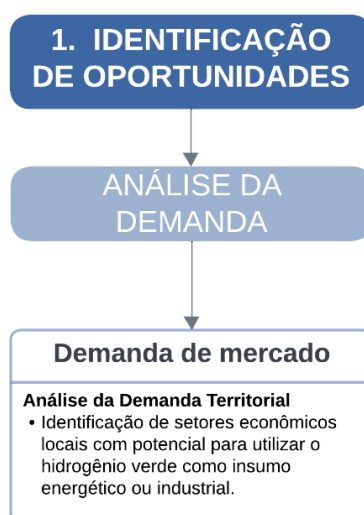 1. IDENTIFICAÇÃO
DE OPORTUNIDADES
ANÁLISE DA
DEMANDA
Demanda de mercado
Análise da Demanda Territorial
• Identificação de setores econômicos
locais com potencial para utilizar o
hidrogênio verde como insumo
energético ou industrial.